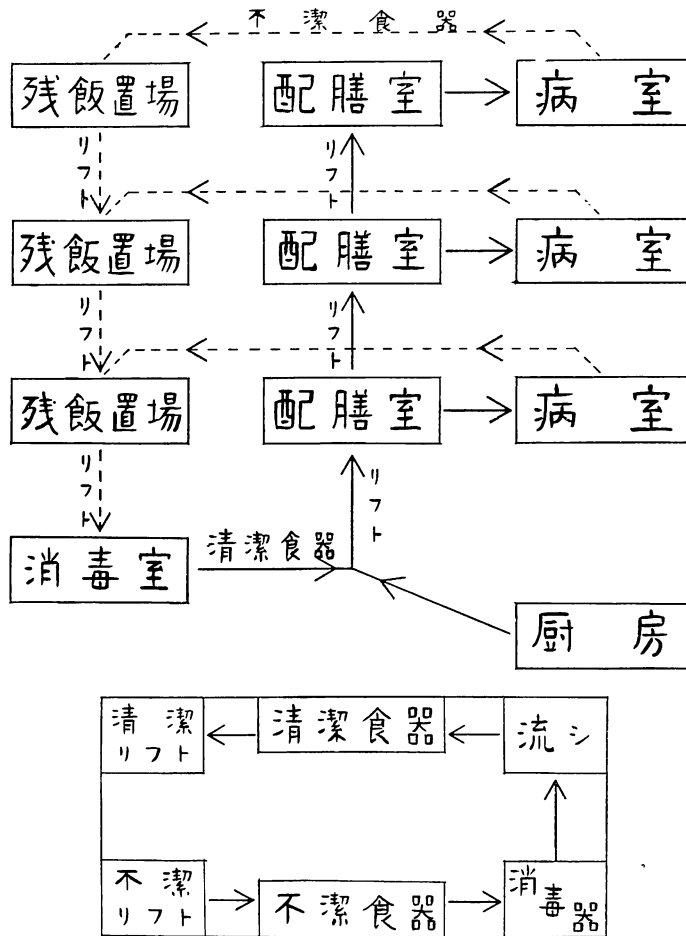 不潔食器
残飯置場 配膳室 病室
リフト リフト
残飯置場 配膳室 病室
リフト リフト
残飯置場 配膳室 病室
リフト リフト
消毒室 清潔食器
厨房
清潔リフト 清潔食器 流シ
不潔リフト 不潔食器 消毒器